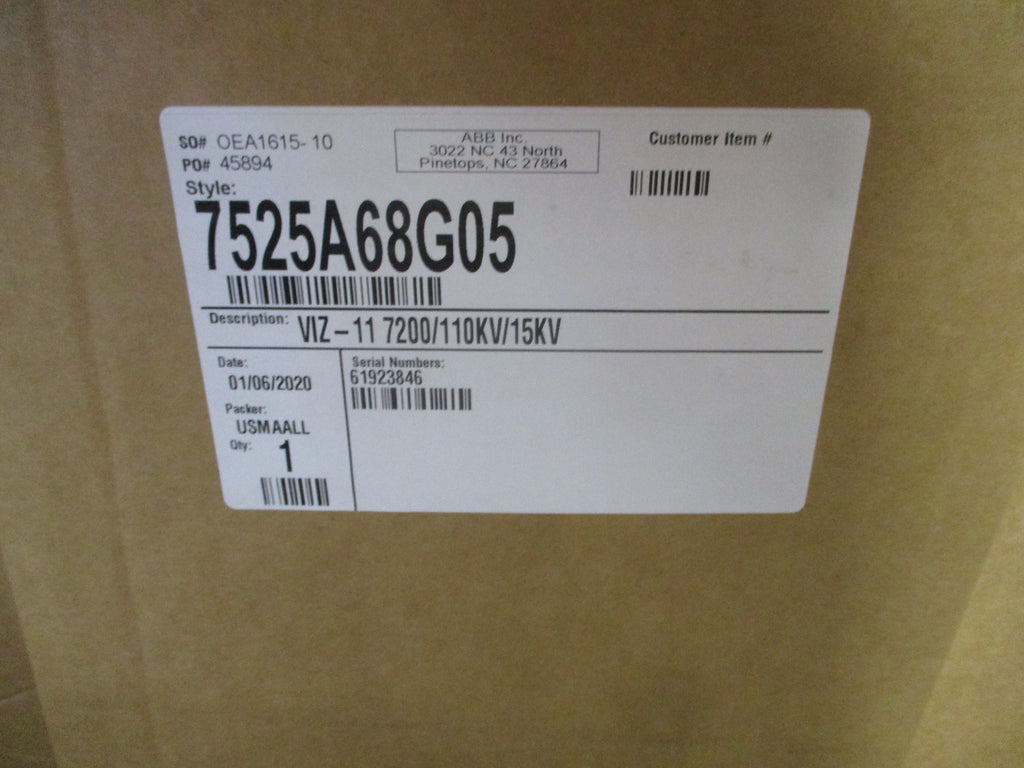 SO# OEA1615-10
PO# 45894
ABB Inc.
3022 NC 43 North
Pinetops, NC 27864
Customer Item #
Style:
7525A68G05
Description: VIZ-11 7200/110KV/15KV
Date:
01/06/2020
Packer:
USMAALL
Qty: 1
Serial Numbers:
61923846